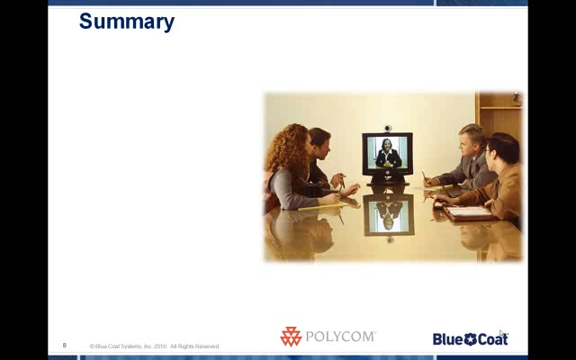 Summary
8
© Blue Coat Systems, Inc. 2010. All Rights Reserved.
POLYCOM
Blue Coat